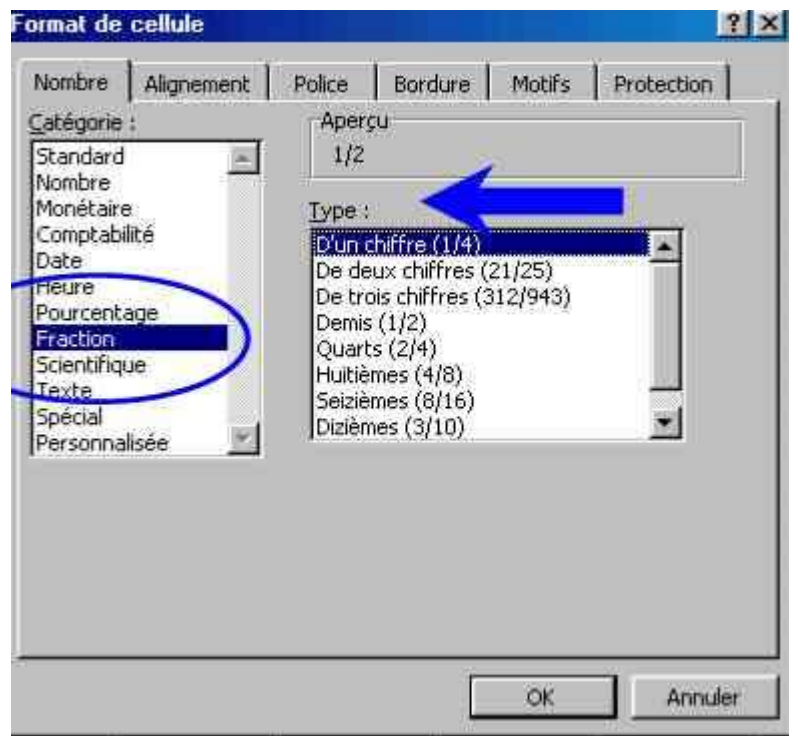 Format de cellule
Nombre Alignement Police Bordure Motifs Protection
Catégorie :
Standard
Nombre
Monétaire
Comptabilité
Date
Heure
Pourcentage
Fraction
Scientifique
Texte
Spécial
Personnalisée
Aperçu
1/2
Type :
D'un chiffre (1/4)
De deux chiffres (21/25)
De trois chiffres (312/943)
Demis (1/2)
Quarts (2/4)
Huitièmes (4/8)
Seizièmes (8/16)
Dizièmes (3/10)
OK Annuler